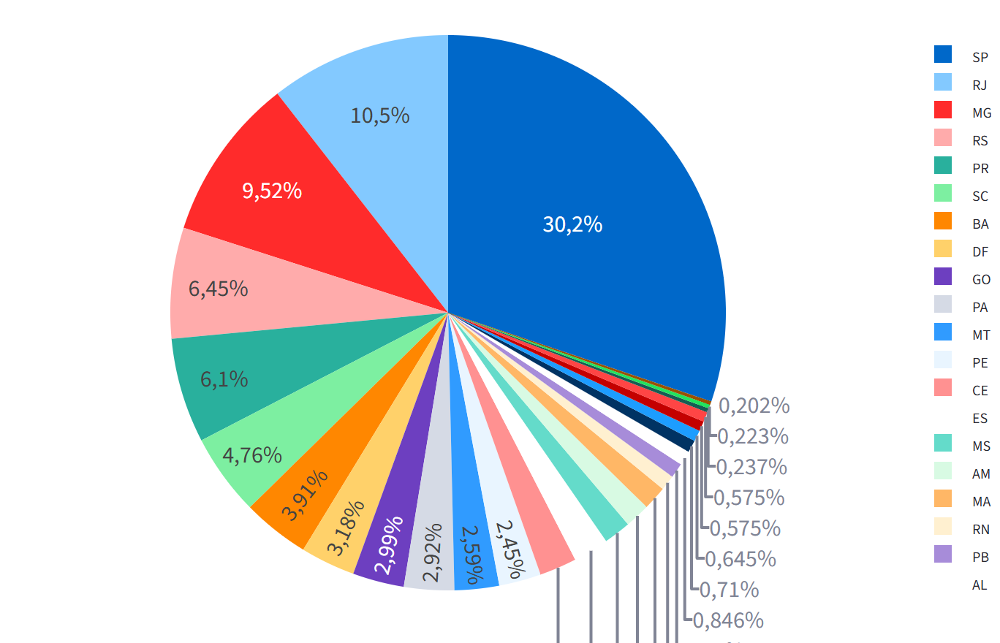 10,5%
30,2%
9,52%
6,45%
6,1%
4,76%
3,91%
3,18%
2,99%
2,92%
2,59%
2,45%
0,202%
0,223%
0,237%
0,575%
0,575%
0,645%
0,71%
0,846%
SP
RJ
MG
RS
PR
SC
BA
DF
GO
PA
MT
PE
CE
ES
MS
AM
MA
RN
PB
AL